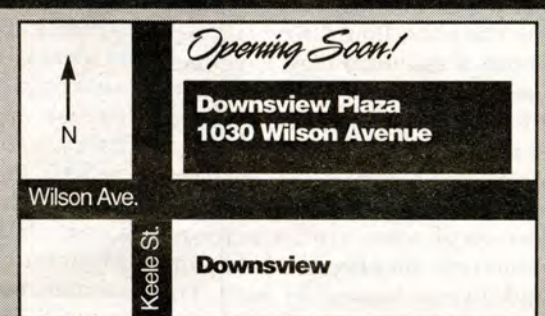 Opening Soon!
Downsview Plaza
1030 Wilson Avenue
N
Wilson Ave.
Keele St.
Downsview